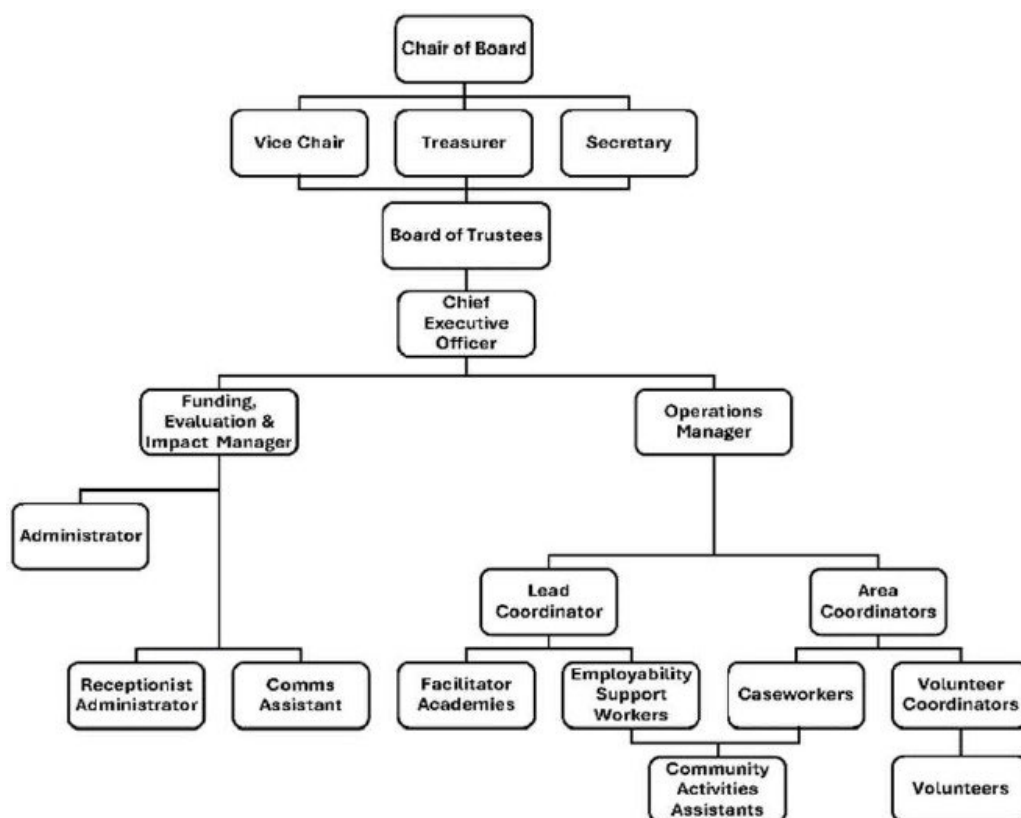 Chair of Board
Vice Chair
Treasurer
Secretary
Board of Trustees
Chief
Executive
Officer
Funding,
Evaluation &
Impact Manager
Operations
Manager
Administrator
Lead
Coordinator
Area
Coordinators
Receptionist
Administrator
Comms
Assistant
Facilitator
Academies
Employability
Support
Workers
Caseworkers
Volunteer
Coordinators
Community
Activities
Assistants
Volunteers